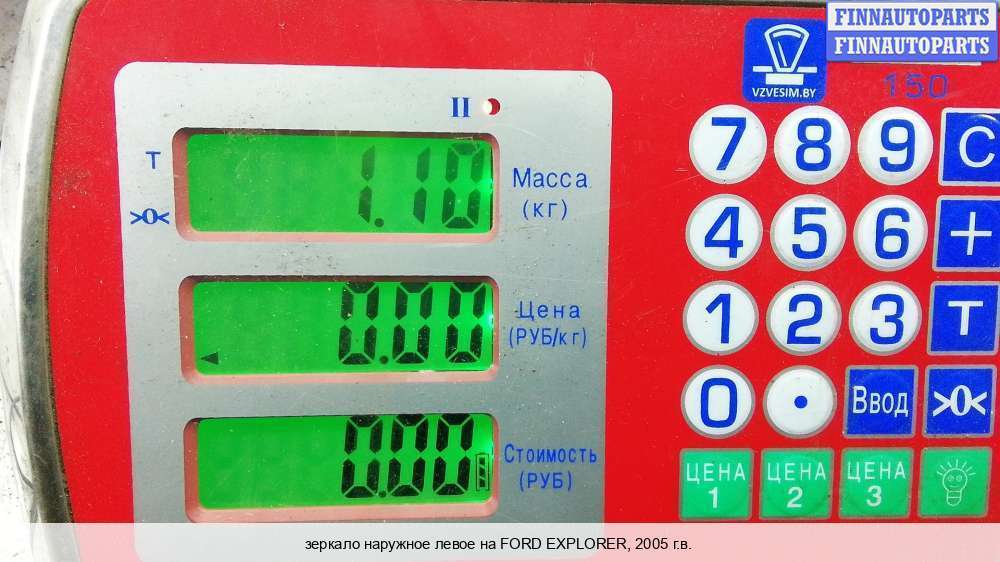 FINNAUTOPARTS
FINNAUTOPARTS
VZVESIM.BY
150
II
T
>0<
1.10
Масса
(кг)
0.00
Цена
(РУБ/кг)
0.00
Стоимость
(РУБ)
7 8 9 C
4 5 6 +
1 2 3 T
0 . Ввод >0<
ЦЕНА 1 ЦЕНА 2 ЦЕНА 3
зеркало наружное левое на FORD EXPLORER, 2005 г.в.